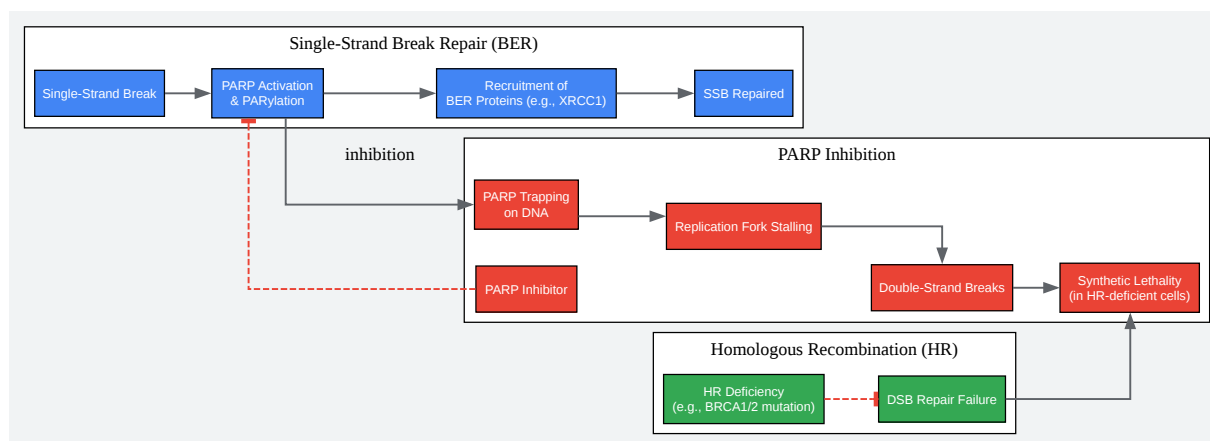 Single-Strand Break Repair (BER)
Single-Strand Break
PARP Activation
& PARylation
Recruitment of
BER Proteins (e.g., XRCC1)
SSB Repaired
inhibition
PARP Inhibition
PARP Trapping
on DNA
Replication Fork Stalling
PARP Inhibitor
Double-Strand Breaks
Synthetic Lethality
(in HR-deficient cells)
Homologous Recombination (HR)
HR Deficiency
(e.g., BRCA1/2 mutation)
DSB Repair Failure